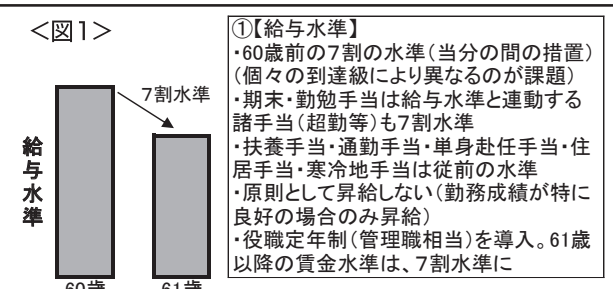 ＜図1＞
7割水準
給与水準
60歳
61歳
①【給与水準】
・60歳前の7割の水準（当分の間の措置）
（個々の到達級により異なるのが課題）
・期末・勤勉手当は給与水準と連動する
諸手当（超勤等）も7割水準
・扶養手当・通勤手当・単身赴任手当・住
居手当・寒冷地手当は従前の水準
・原則として昇給しない（勤務成績が特に
良好の場合のみ昇給）
・役職定年制（管理職相当）を導入。61歳
以降の賃金水準は、7割水準に